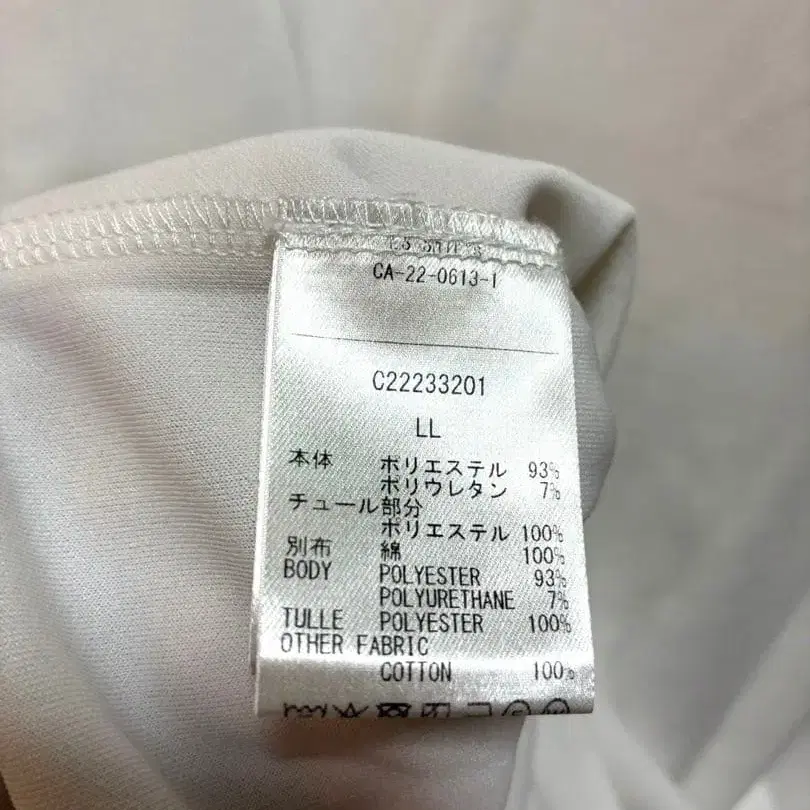 CA-22-0613-1
C22233201
LL
本体 ポリエステル 93%
ポリウレタン 7%
チュール部分
ポリエステル 100%
別布 綿 100%
BODY POLYESTER 93%
POLYURETHANE 7%
TULLE POLYESTER 100%
OTHER FABRIC
COTTON 100%